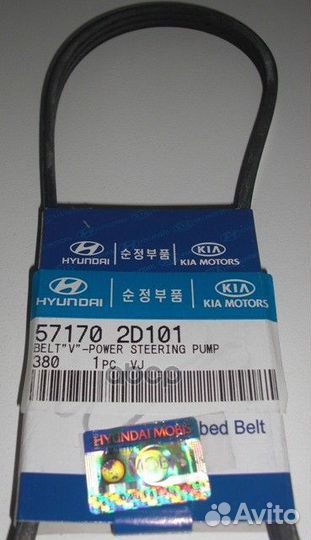 HYUNDAI 순정부품 KIA MOTORS
HYUNDAI 순정부품 KIA MOTORS
57170 2D101
BELT"V"-POWER STEERING PUMP
380 1PC VJ
HYUNDAI MOBIS
bed Belt
Avito